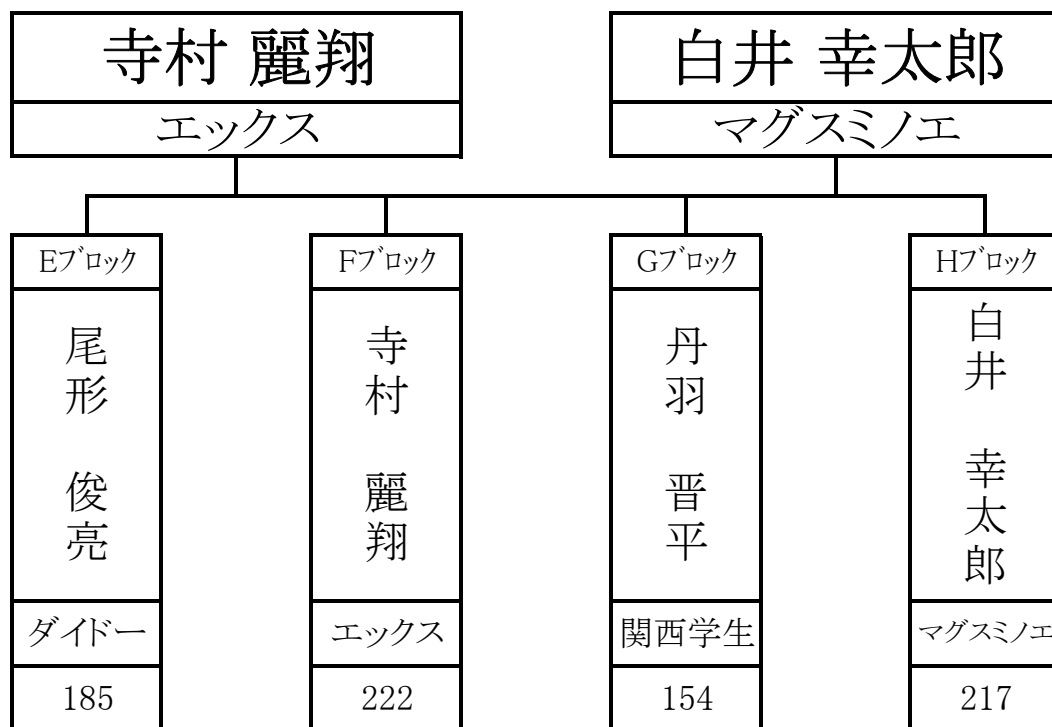 寺村 麗翔
白井 幸太郎
エックス
マグスミノエ
Eブロック
Fブロック
Gブロック
Hブロック
尾形 俊亮
寺村 麗翔
丹羽 晋平
白井 幸太郎
ダイドー
エックス
関西学生
マグスミノエ
185
222
154
217